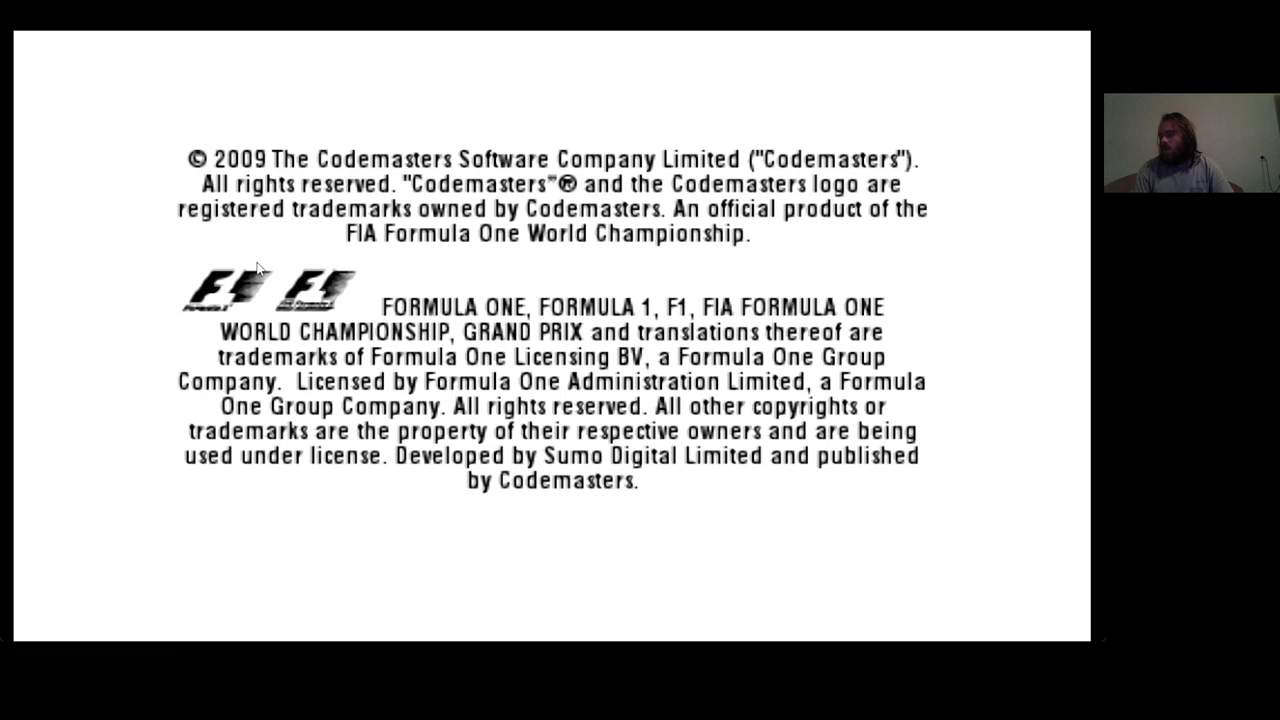 © 2009 The Codemasters Software Company Limited ("Codemasters").
All rights reserved. "Codemasters"® and the Codemasters logo are
registered trademarks owned by Codemasters. An official product of the
FIA Formula One World Championship.
F1 F1 FORMULA ONE, FORMULA 1, F1, FIA FORMULA ONE
WORLD CHAMPIONSHIP, GRAND PRIX and translations thereof are
trademarks of Formula One Licensing BV, a Formula One Group
Company. Licensed by Formula One Administration Limited, a Formula
One Group Company. All rights reserved. All other copyrights or
trademarks are the property of their respective owners and are being
used under license. Developed by Sumo Digital Limited and published
by Codemasters.